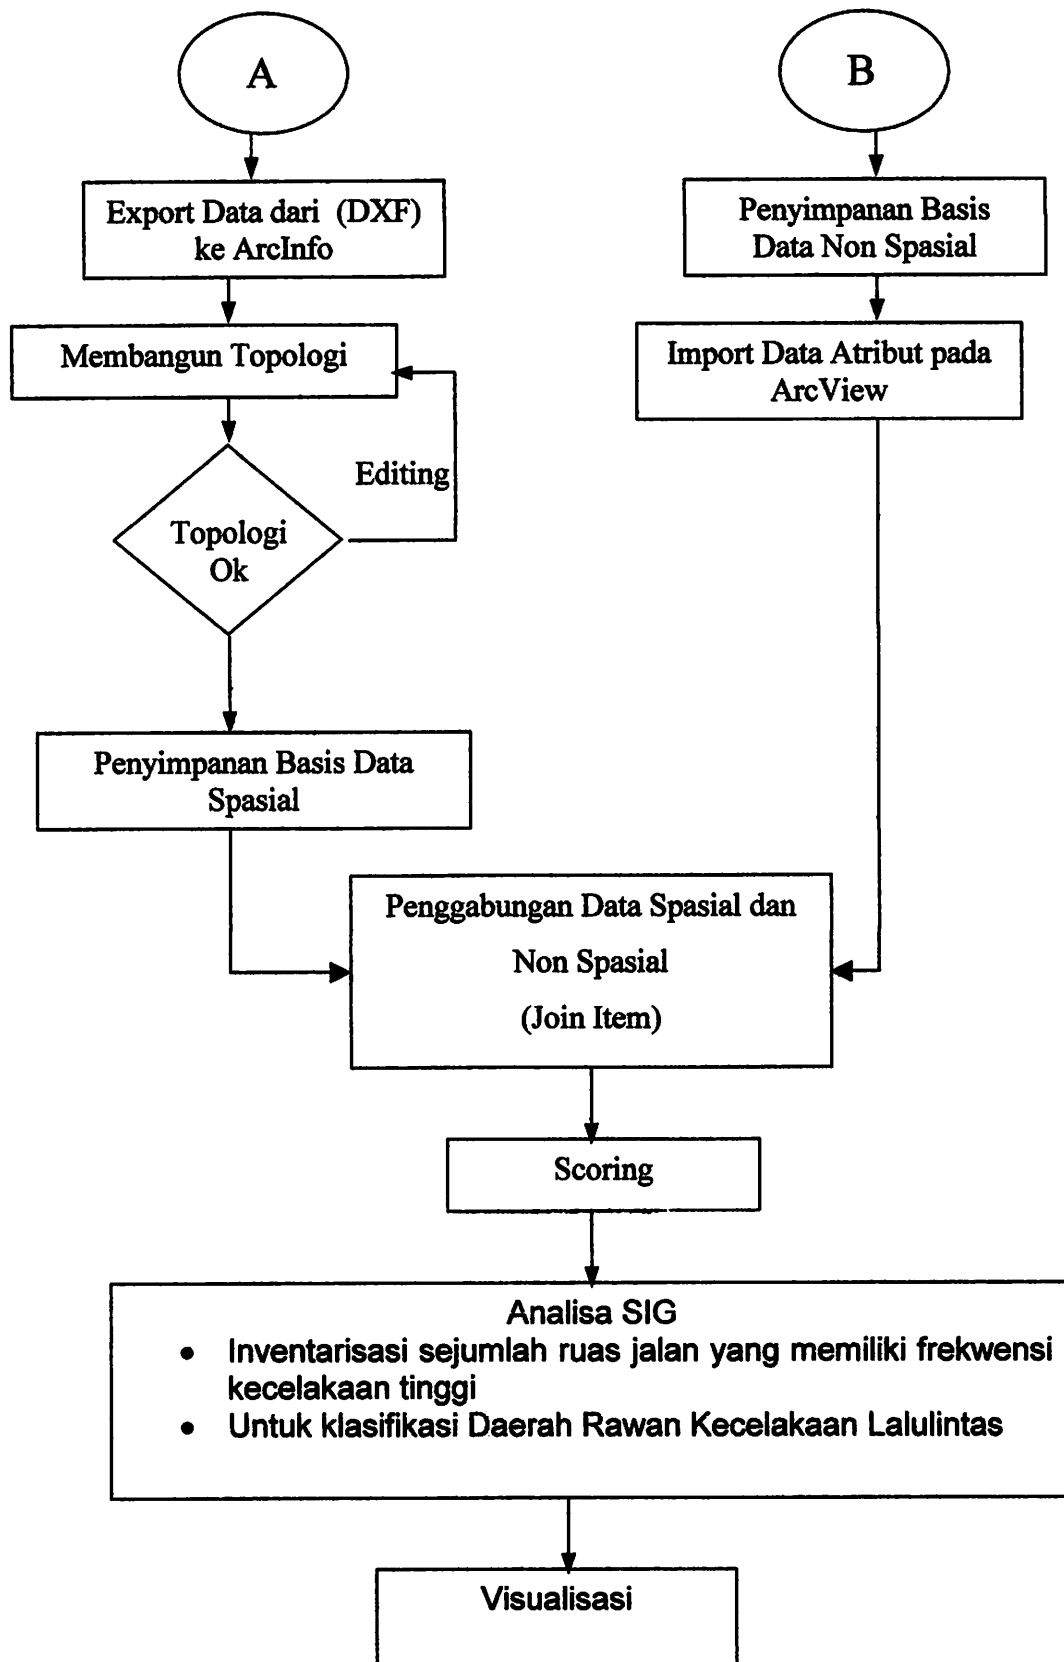 A
B
Export Data dari (DXF)
ke ArcInfo
Penyimpanan Basis
Data Non Spasial
Membangun Topologi
Import Data Atribut pada
ArcView
Editing
Topologi
Ok
Penyimpanan Basis Data
Spasial
Penggabungan Data Spasial dan
Non Spasial
(Join Item)
Scoring
Analisa SIG
• Inventarisasi sejumlah ruas jalan yang memiliki frekwensi
kecelakaan tinggi
• Untuk klasifikasi Daerah Rawan Kecelakaan Lalulintas
Visualisasi